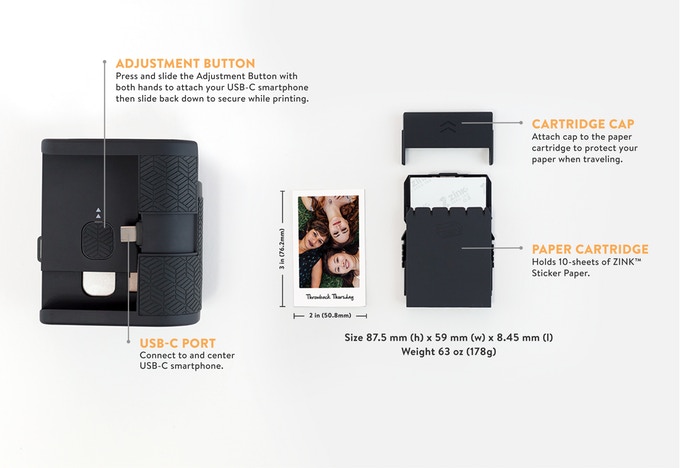 ADJUSTMENT BUTTON
Press and slide the Adjustment Button with
both hands to attach your USB-C smartphone
then slide back down to secure while printing.
CARTRIDGE CAP
Attach cap to the paper
cartridge to protect your
paper when traveling.
3 in (76.2mm)
Throwback Thursday
2 in (50.8mm)
PAPER CARTRIDGE
Holds 10-sheets of ZINK™
Sticker Paper.
Size 87.5 mm (h) x 59 mm (w) x 8.45 mm (l)
Weight 63 oz (178g)
USB-C PORT
Connect to and center
USB-C smartphone.